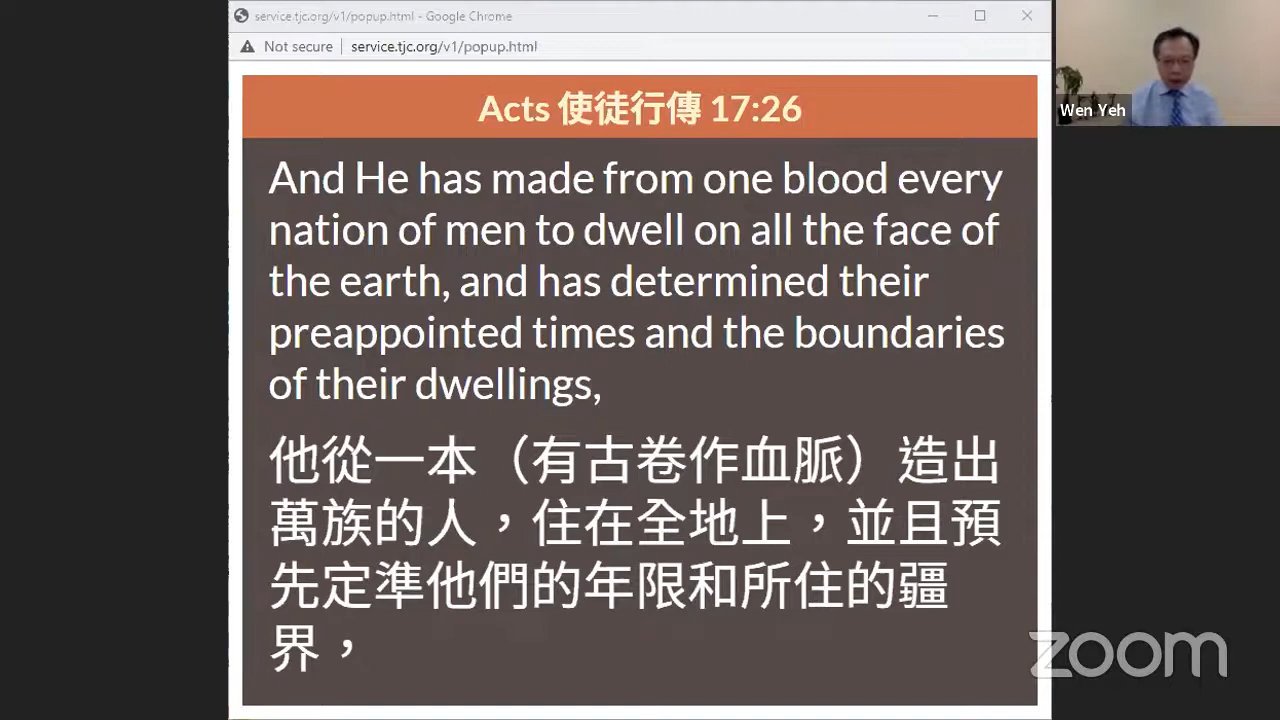 service.tjc.org/v1/popup.html - Google Chrome
Not secure service.tjc.org/v1/popup.html
Acts 使徒行傳 17:26
And He has made from one blood every
nation of men to dwell on all the face of
the earth, and has determined their
preappointed times and the boundaries
of their dwellings,
他從一本（有古卷作血脈）造出
萬族的人，住在全地上，並且預
先定準他們的年限和所住的疆
界，
Wen Yeh
zoom